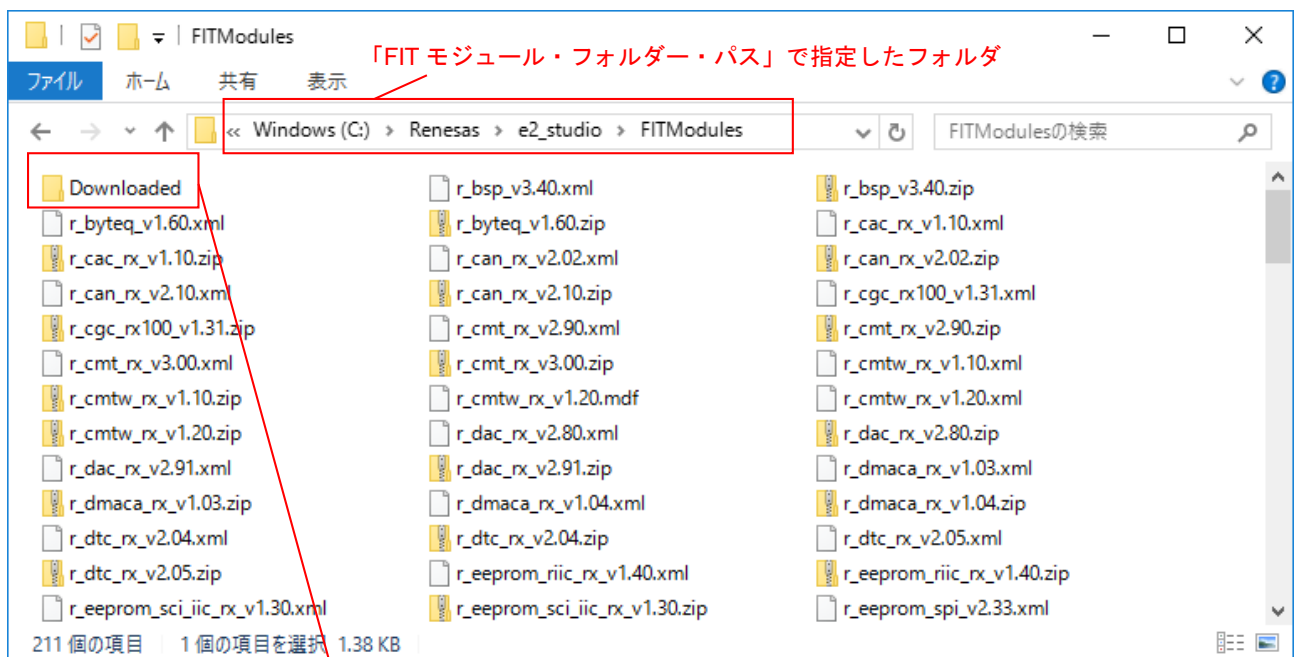 FITModules
「FIT モジュール・フォルダー・パス」で指定したフォルダ
ファイル ホーム 共有 表示
« Windows (C:) > Renesas > e2_studio > FITModules FITModulesの検索
Downloaded r_bsp_v3.40.xml r_bsp_v3.40.zip
r_byteq_v1.60.xml r_byteq_v1.60.zip r_cac_rx_v1.10.xml
r_cac_rx_v1.10.zip r_can_rx_v2.02.xml r_can_rx_v2.02.zip
r_can_rx_v2.10.xml r_can_rx_v2.10.zip r_cgc_rx100_v1.31.xml
r_cgc_rx100_v1.31.zip r_cmt_rx_v2.90.xml r_cmt_rx_v2.90.zip
r_cmt_rx_v3.00.xml r_cmt_rx_v3.00.zip r_cmtw_rx_v1.10.xml
r_cmtw_rx_v1.10.zip r_cmtw_rx_v1.20.mdf r_cmtw_rx_v1.20.xml
r_cmtw_rx_v1.20.zip r_dac_rx_v2.80.xml r_dac_rx_v2.80.zip
r_dac_rx_v2.91.xml r_dac_rx_v2.91.zip r_dmaca_rx_v1.03.xml
r_dmaca_rx_v1.03.zip r_dmaca_rx_v1.04.xml r_dmaca_rx_v1.04.zip
r_dtc_rx_v2.04.xml r_dtc_rx_v2.04.zip r_dtc_rx_v2.05.xml
r_dtc_rx_v2.05.zip r_eeprom_riic_rx_v1.40.xml r_eeprom_riic_rx_v1.40.zip
r_eeprom_sci_iic_rx_v1.30.xml r_eeprom_sci_iic_rx_v1.30.zip r_eeprom_spi_v2.33.xml
211 個の項目 1 個の項目を選択 1.38 KB